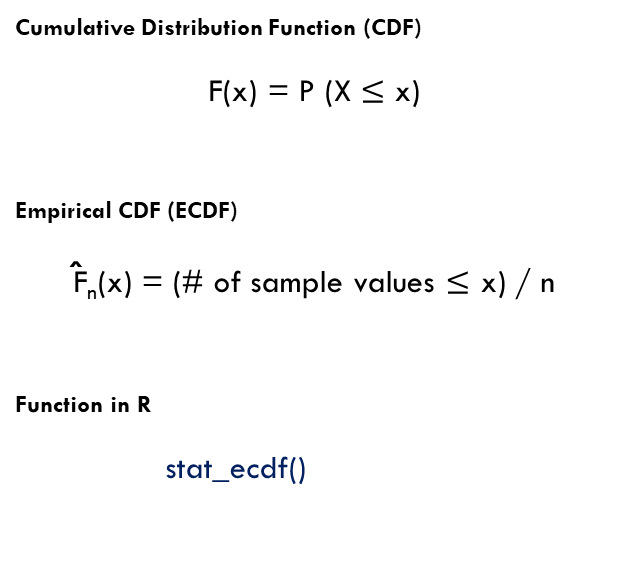 Cumulative Distribution Function (CDF)
F(x) = P (X ≤ x)
Empirical CDF (ECDF)
F̂ₙ(x) = (# of sample values ≤ x) / n
Function in R
stat_ecdf()